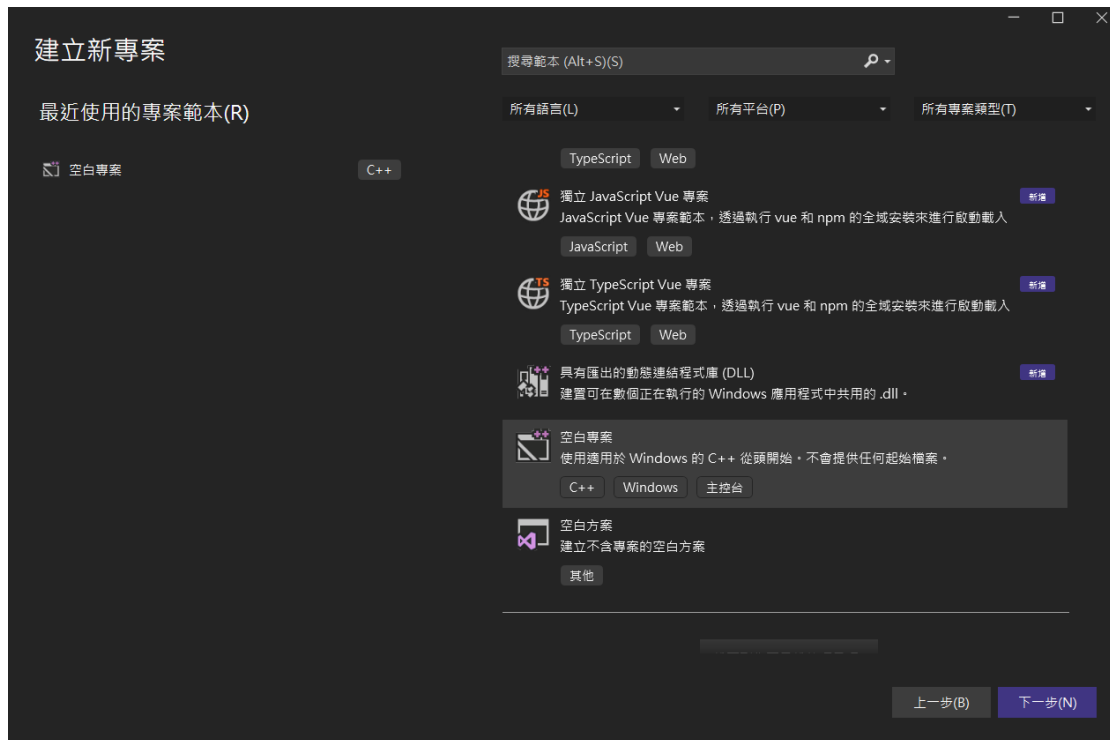 建立新專案
搜尋範本 (Alt+S)(S)
最近使用的專案範本(R)
所有語言(L)
所有平台(P)
所有專案類型(T)
空白專案
C++
TypeScript
Web
獨立 JavaScript Vue 專案
新增
JavaScript Vue 專案範本，透過執行 vue 和 npm 的全域安裝來進行啟動載入
JavaScript
Web
獨立 TypeScript Vue 專案
新增
TypeScript Vue 專案範本，透過執行 vue 和 npm 的全域安裝來進行啟動載入
TypeScript
Web
具有匯出的動態連結程式庫 (DLL)
新增
建置可在數個正在執行的 Windows 應用程式中共用的 .dll。
空白專案
使用適用於 Windows 的 C++ 從頭開始。不會提供任何起始檔案。
C++
Windows
主控台
空白方案
建立不含專案的空白方案
其他
上一步(B)
下一步(N)